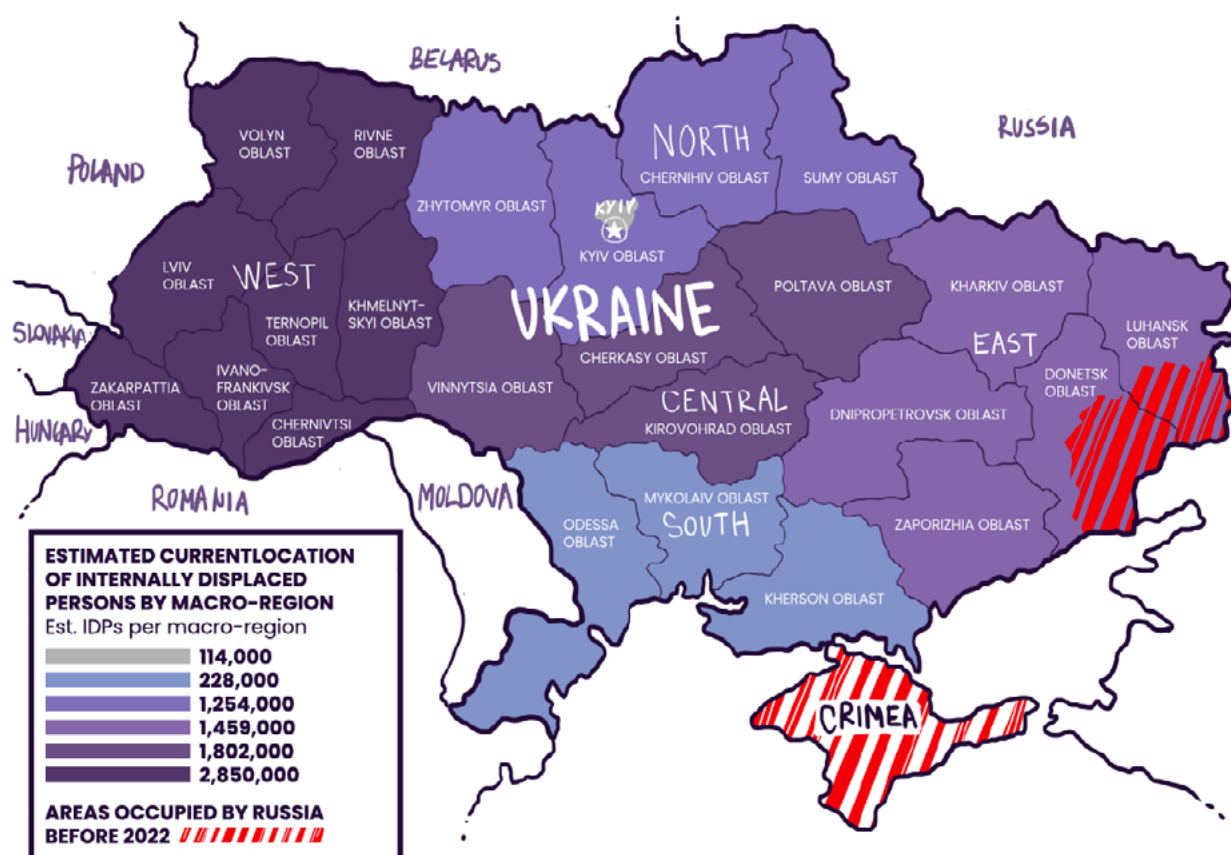 BELARUS
RUSSIA
POLAND
VOLYN
OBLAST
RIVNE
OBLAST
NORTH
CHERNIHIV OBLAST
SUMY OBLAST
ZHYTOMYR OBLAST
KYIV
KYIV OBLAST
LVIV
OBLAST
WEST
TERNOPIL
OBLAST
KHMELNYT-
SKYI OBLAST
UKRAINE
POLTAVA OBLAST
KHARKIV OBLAST
LUHANSK
OBLAST
EAST
SLOVAKIA
ZAKARPATTIA
OBLAST
IVANO-
FRANKIVSK
OBLAST
CHERNIVTSI
OBLAST
VINNYTSIA OBLAST
CHERKASY OBLAST
CENTRAL
KIROVOHRAD OBLAST
DNIPROPETROVSK OBLAST
DONETSK
OBLAST
HUNGARY
ROMANIA
MOLDOVA
ODESSA
OBLAST
MYKOLAIV OBLAST
SOUTH
ZAPORIZHIA OBLAST
KHERSON OBLAST
CRIMEA
ESTIMATED CURRENTLOCATION
OF INTERNALLY DISPLACED
PERSONS BY MACRO-REGION
Est. IDPs per macro-region
114,000
228,000
1,254,000
1,459,000
1,802,000
2,850,000
AREAS OCCUPIED BY RUSSIA
BEFORE 2022